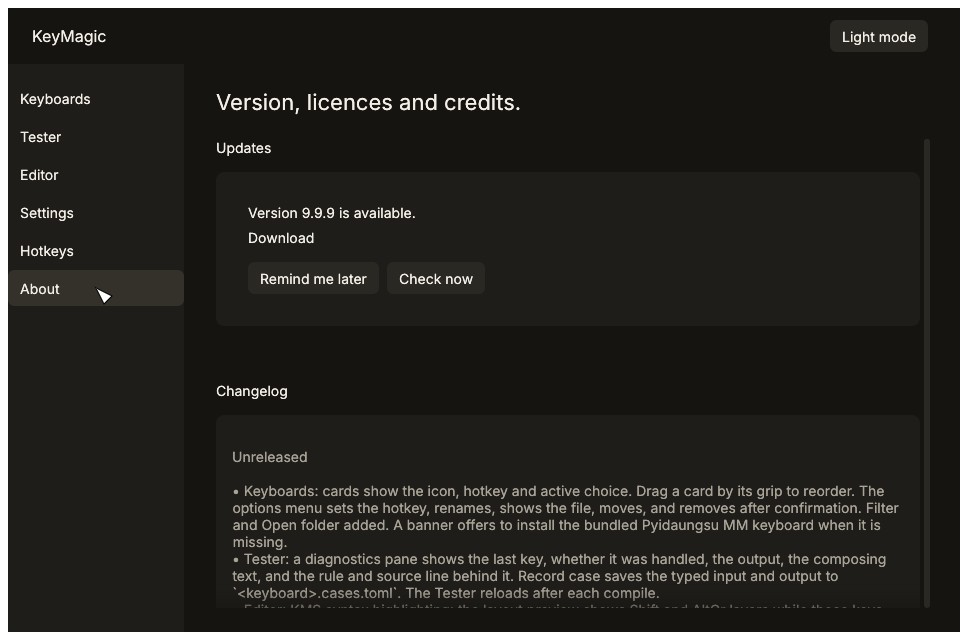 KeyMagic
Light mode
Keyboards
Tester
Editor
Settings
Hotkeys
About
Version, licences and credits.
Updates
Version 9.9.9 is available.
Download
Remind me later
Check now
Changelog
Unreleased
• Keyboards: cards show the icon, hotkey and active choice. Drag a card by its grip to reorder. The
options menu sets the hotkey, renames, shows the file, moves, and removes after confirmation. Filter
and Open folder added. A banner offers to install the bundled Pyidaungsu MM keyboard when it is
missing.
• Tester: a diagnostics pane shows the last key, whether it was handled, the output, the composing
text, and the rule and source line behind it. Record case saves the typed input and output to
`<keyboard>.cases.toml`. The Tester reloads after each compile.